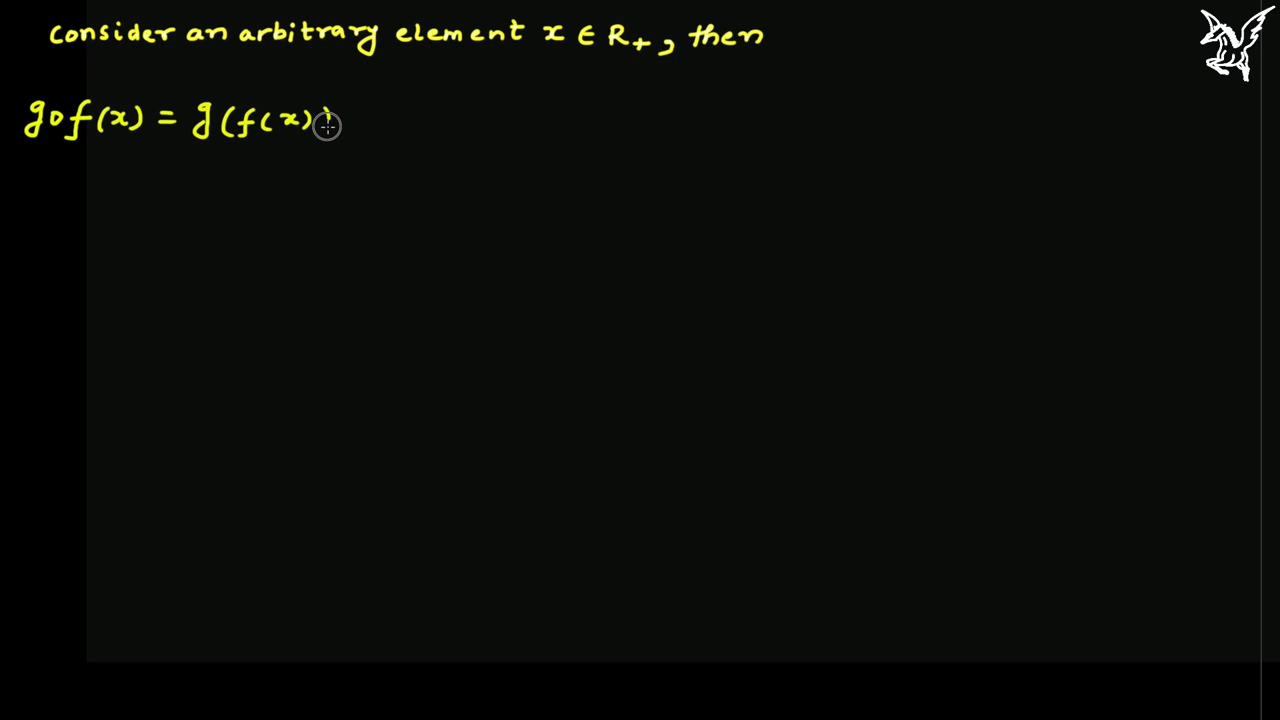 consider an arbitrary element x ∈ R₊, then
gof(x) = g(f(x))